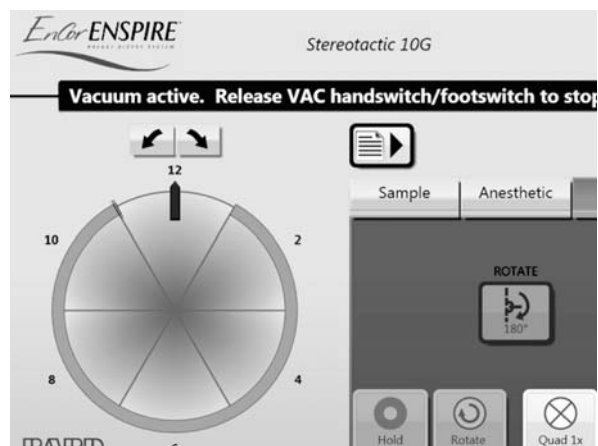 EnCor ENSPIRE
BREAST BIOPSY SYSTEM
Stereotactic 10G
Vacuum active. Release VAC handswitch/footswitch to stop
12
10
2
8
4
Sample
Anesthetic
ROTATE
180°
Hold
Rotate
Quad 1x
BARD